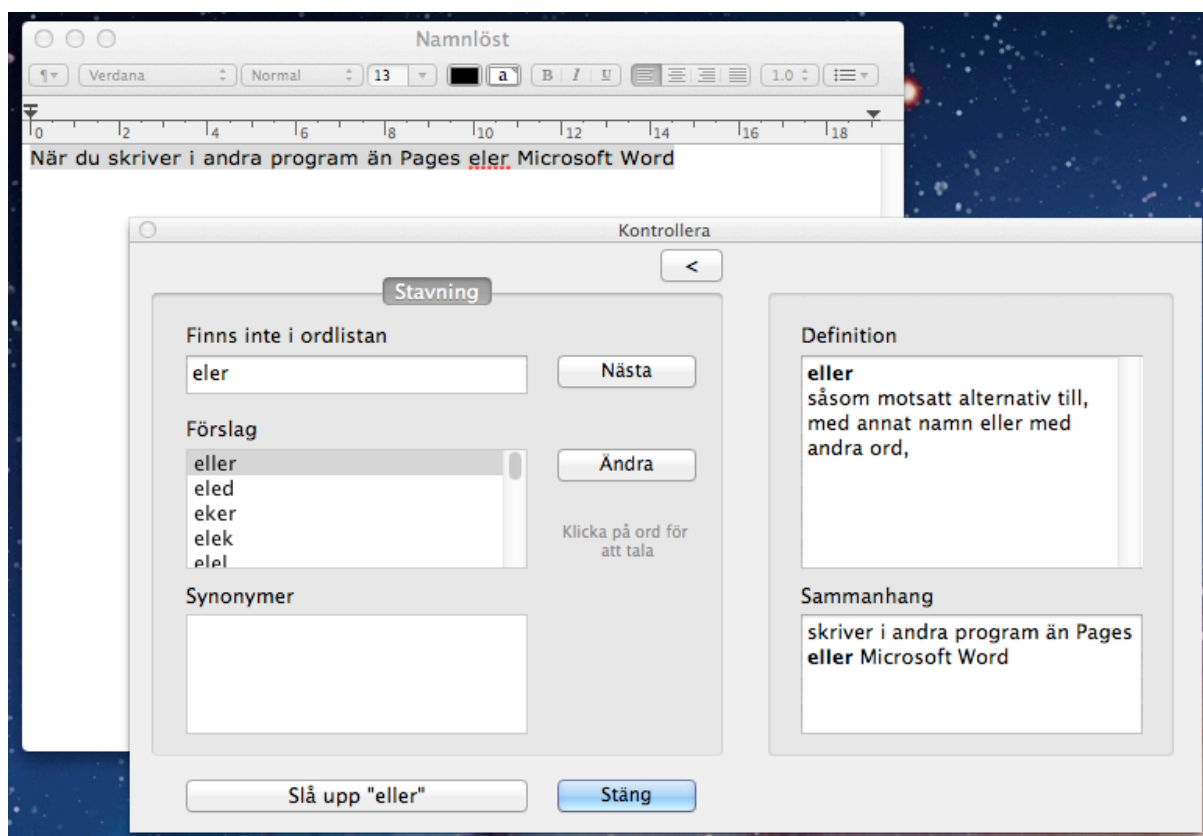 Namnlöst
¶ Verdana Normal 13 a B I U 1.0
0 2 4 6 8 10 12 14 16 18
När du skriver i andra program än Pages eler Microsoft Word
Kontrollera
<
Stavning
Finns inte i ordlistan
eler
Nästa
Förslag
eller
eled
eker
elek
elel
Ändra
Klicka på ord för
att tala
Synonymer
Slå upp "eller"
Stäng
Definition
eller
såsom motsatt alternativ till,
med annat namn eller med
andra ord,
Sammanhang
skriver i andra program än Pages
eller Microsoft Word